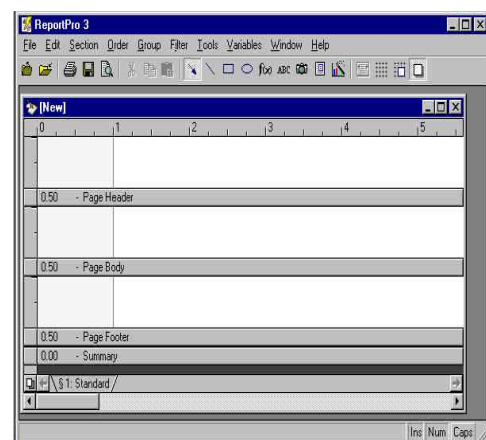 ReportPro 3
File Edit Section Order Group Filter Tools Variables Window Help
f(x) ABC
[New]
0 1 2 3 4 5
0.50 - Page Header
0.50 - Page Body
0.50 - Page Footer
0.00 - Summary
§ 1: Standard
Ins Num Caps